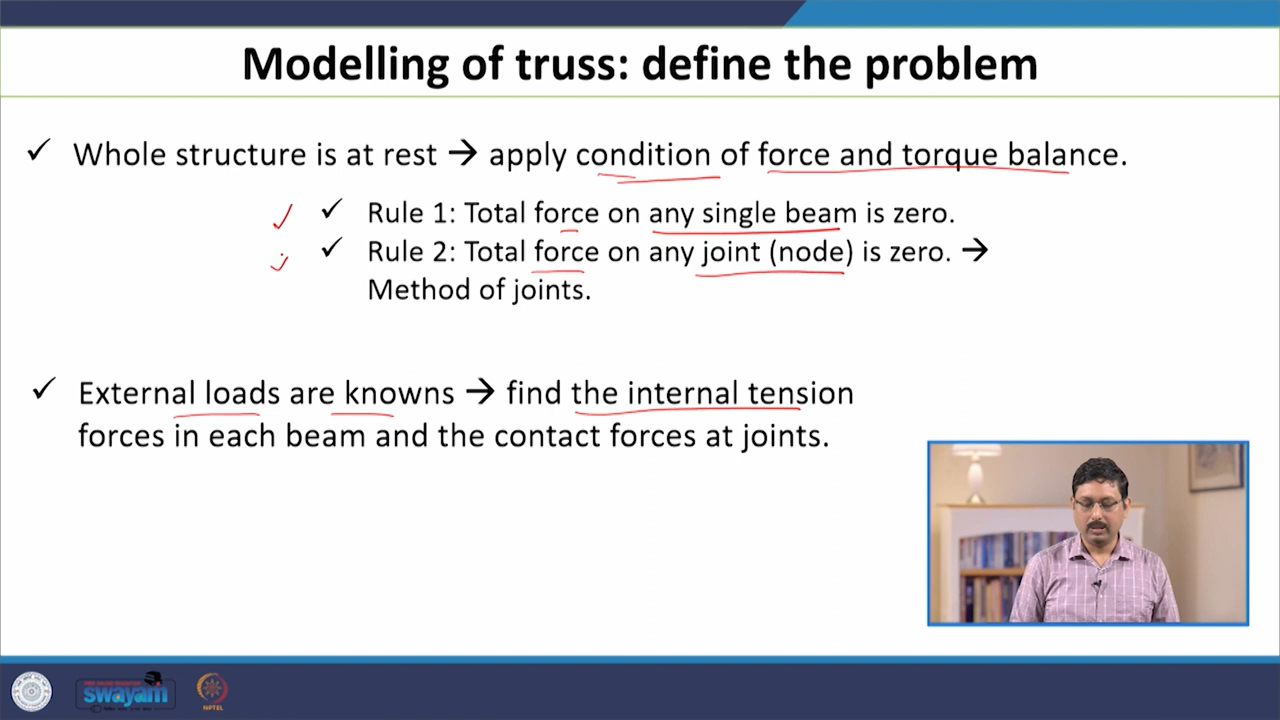 Modelling of truss: define the problem
✓ Whole structure is at rest → apply condition of force and torque balance.
✓ Rule 1: Total force on any single beam is zero.
✓ Rule 2: Total force on any joint (node) is zero. →
Method of joints.
✓ External loads are knowns → find the internal tension
forces in each beam and the contact forces at joints.
swayam
NPTEL